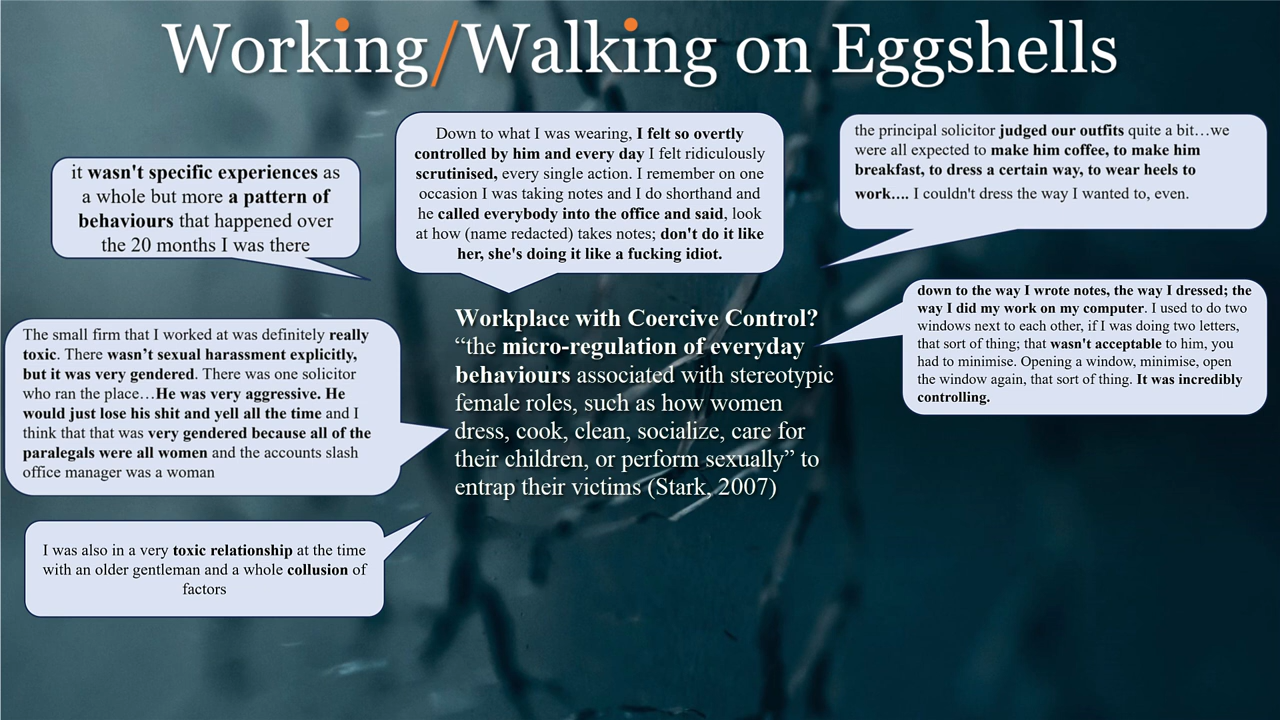 Working/Walking on Eggshells
it wasn't specific experiences as
a whole but more a pattern of
behaviours that happened over
the 20 months I was there
Down to what I was wearing, I felt so overtly
controlled by him and every day I felt ridiculously
scrutinised, every single action. I remember on one
occasion I was taking notes and I do shorthand and
he called everybody into the office and said, look
at how (name redacted) takes notes; don't do it like
her, she's doing it like a fucking idiot.
the principal solicitor judged our outfits quite a bit…we
were all expected to make him coffee, to make him
breakfast, to dress a certain way, to wear heels to
work…. I couldn't dress the way I wanted to, even.
The small firm that I worked at was definitely really
toxic. There wasn’t sexual harassment explicitly,
but it was very gendered. There was one solicitor
who ran the place…He was very aggressive. He
would just lose his shit and yell all the time and I
think that that was very gendered because all of the
paralegals were all women and the accounts slash
office manager was a woman
Workplace with Coercive Control?
“the micro-regulation of everyday
behaviours associated with stereotypic
female roles, such as how women
dress, cook, clean, socialize, care for
their children, or perform sexually” to
entrap their victims (Stark, 2007)
down to the way I wrote notes, the way I dressed; the
way I did my work on my computer. I used to do two
windows next to each other, if I was doing two letters,
that sort of thing; that wasn't acceptable to him, you
had to minimise. Opening a window, minimise, open
the window again, that sort of thing. It was incredibly
controlling.
I was also in a very toxic relationship at the time
with an older gentleman and a whole collusion of
factors